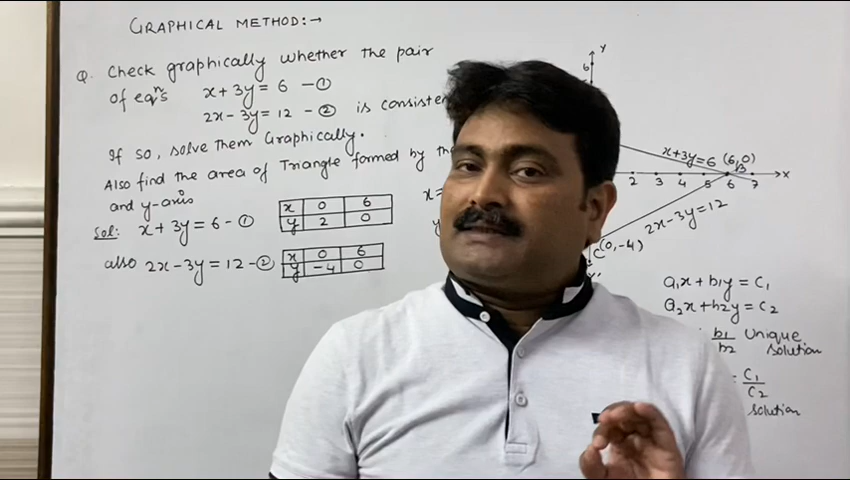 GRAPHICAL METHOD:→
Q. Check graphically whether the pair
of eqn's x + 3y = 6 – ①
2x – 3y = 12 – ② is
If so, solve them Graphically.
Also find the area of Triangle formed by
and y-axis
Sol: x + 3y = 6 – ①
x 0 6
y 2 0
also 2x – 3y = 12 – ②
x 0 6
y –4 0
Y
6
x+3y=6 (6,0)
B
2 3 4 5 6 7 X
2x–3y=12
C(0,–4)
a₁x + b₁y = C₁
a₂x + b₂y = C₂
b₁/b₂ Unique
solution
= C₁/C₂
solution